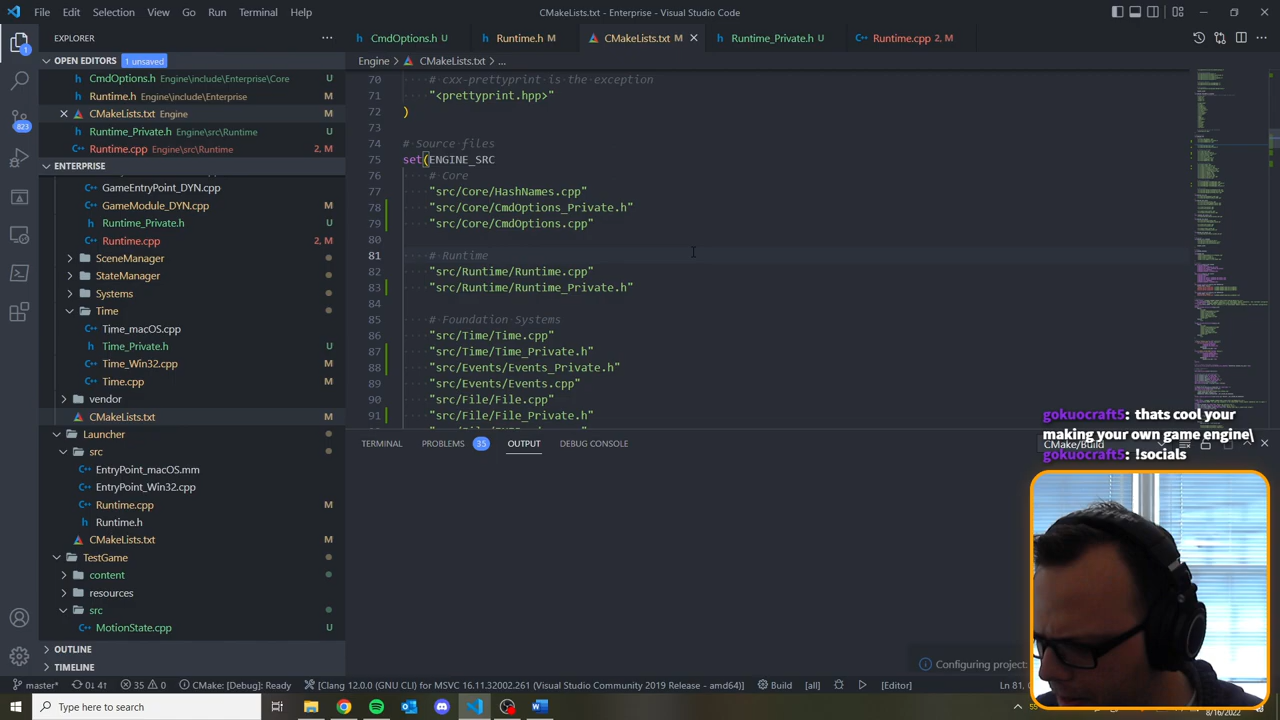 File Edit Selection View Go Run Terminal Help
CMakeLists.txt - Enterprise - Visual Studio Code
EXPLORER
CmdOptions.h U
Runtime.h M
CMakeLists.txt M
Runtime_Private.h U
Runtime.cpp 2, M
OPEN EDITORS 1 unsaved
CmdOptions.h Engine\include\Enterprise\Core U
Runtime.h Engine\include\Enterprise M
CMakeLists.txt Engine M
Runtime_Private.h Engine\src\Runtime U
Runtime.cpp Engine\src\Runtime 2, M
ENTERPRISE
GameEntryPoint_DYN.cpp
GameModule_DYN.cpp M
Runtime_Private.h U
Runtime.cpp 2, M
SceneManager
StateManager
Systems
Time
Time_macOS.cpp
Time_Private.h U
Time_Win32.cpp M
Time.cpp M
vendor
CMakeLists.txt M
Launcher
src
EntryPoint_macOS.mm
EntryPoint_Win32.cpp
Runtime.cpp M
Runtime.h
CMakeLists.txt M
TestGame
content
resources
src
MotionState.cpp U
OUTLINE
TIMELINE
1
823
Engine > CMakeLists.txt > ...
70 # cxx-prettyprint is the exception
71 "<prettyprint.hpp>"
72 )
73
74 # Source files
75 set(ENGINE_SRC
76 # Core
77 "src/Core/HashNames.cpp"
78 "src/Core/CmdOptions_Private.h"
79 "src/Core/CmdOptions.cpp"
80
81 # Runtime
82 "src/Runtime/Runtime.cpp"
83 "src/Runtime/Runtime_Private.h"
84
85 # Foundation Systems
86 "src/Time/Time.cpp"
87 "src/Time/Time_Private.h"
88 "src/Events/Events_Private.h"
89 "src/Events/Events.cpp"
90 "src/File/File.cpp"
91 "src/File/File_Private.h"
TERMINAL PROBLEMS 35 OUTPUT DEBUG CONSOLE
CMake/Build
gokuocraft5: thats cool your
making your own game engine\
gokuocraft5: !socials
Configuring project:
master* 0↓ 4↑ 35 0 CMake: [Debug]: Ready [Clang 12.0.0 (GNU CLI) for MSVC 16.11.32002.261 (Visual Studio Community 2019 Release - amd64)] Build [all] [Editor] Ln 81,
Type here to search
8/16/2022